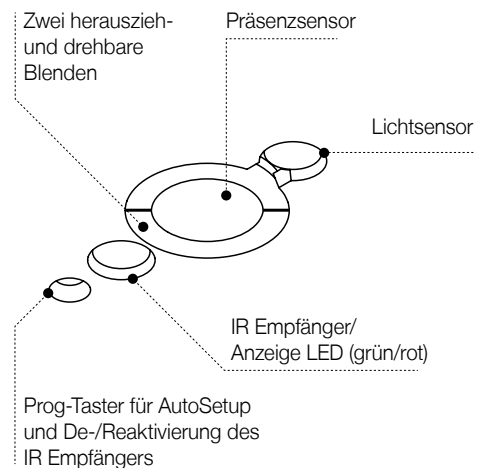 Zwei herauszieh-
und drehbare
Blenden
Präsenzsensor
Lichtsensor
IR Empfänger/
Anzeige LED (grün/rot)
Prog-Taster für AutoSetup
und De-/Reaktivierung des
IR Empfängers